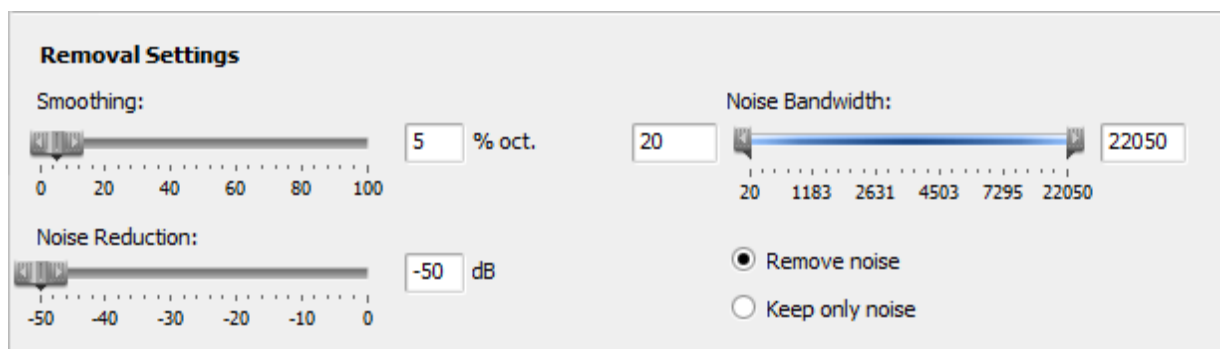 Removal Settings
Smoothing:
5 % oct.
0 20 40 60 80 100
Noise Reduction:
-50 dB
-50 -40 -30 -20 -10 0
Noise Bandwidth:
20 22050
20 1183 2631 4503 7295 22050
Remove noise
Keep only noise